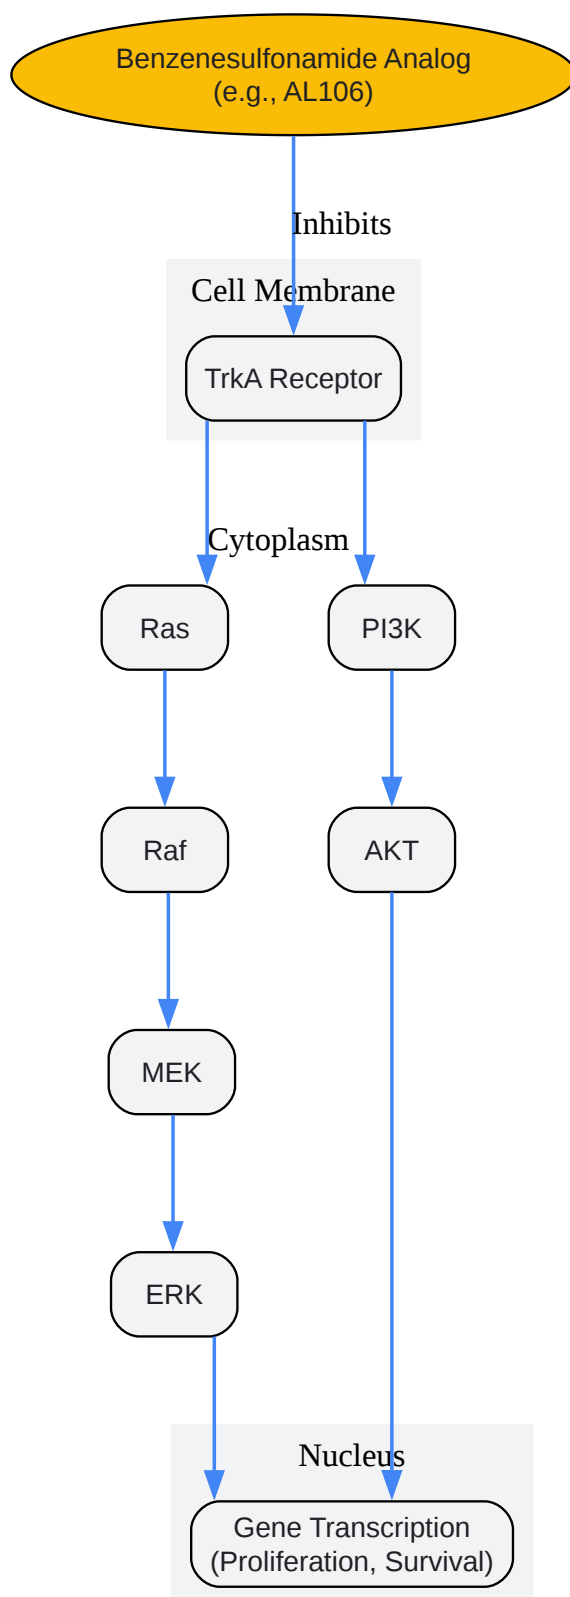 Benzenesulfonamide Analog
(e.g., AL106)
Inhibits
Cell Membrane
TrkA Receptor
Cytoplasm
Ras
PI3K
Raf
AKT
MEK
ERK
Nucleus
Gene Transcription
(Proliferation, Survival)